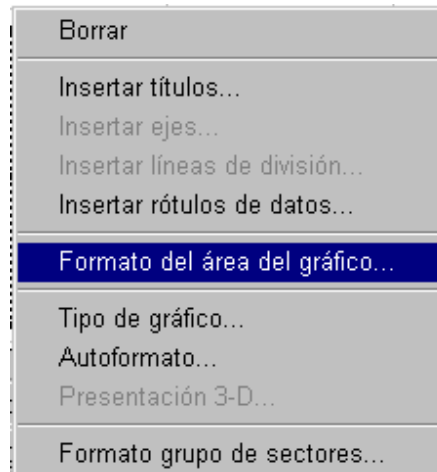 Borrar
Insertar títulos...
Insertar ejes...
Insertar líneas de división...
Insertar rótulos de datos...
Formato del área del gráfico...
Tipo de gráfico...
Autoformato...
Presentación 3-D...
Formato grupo de sectores...